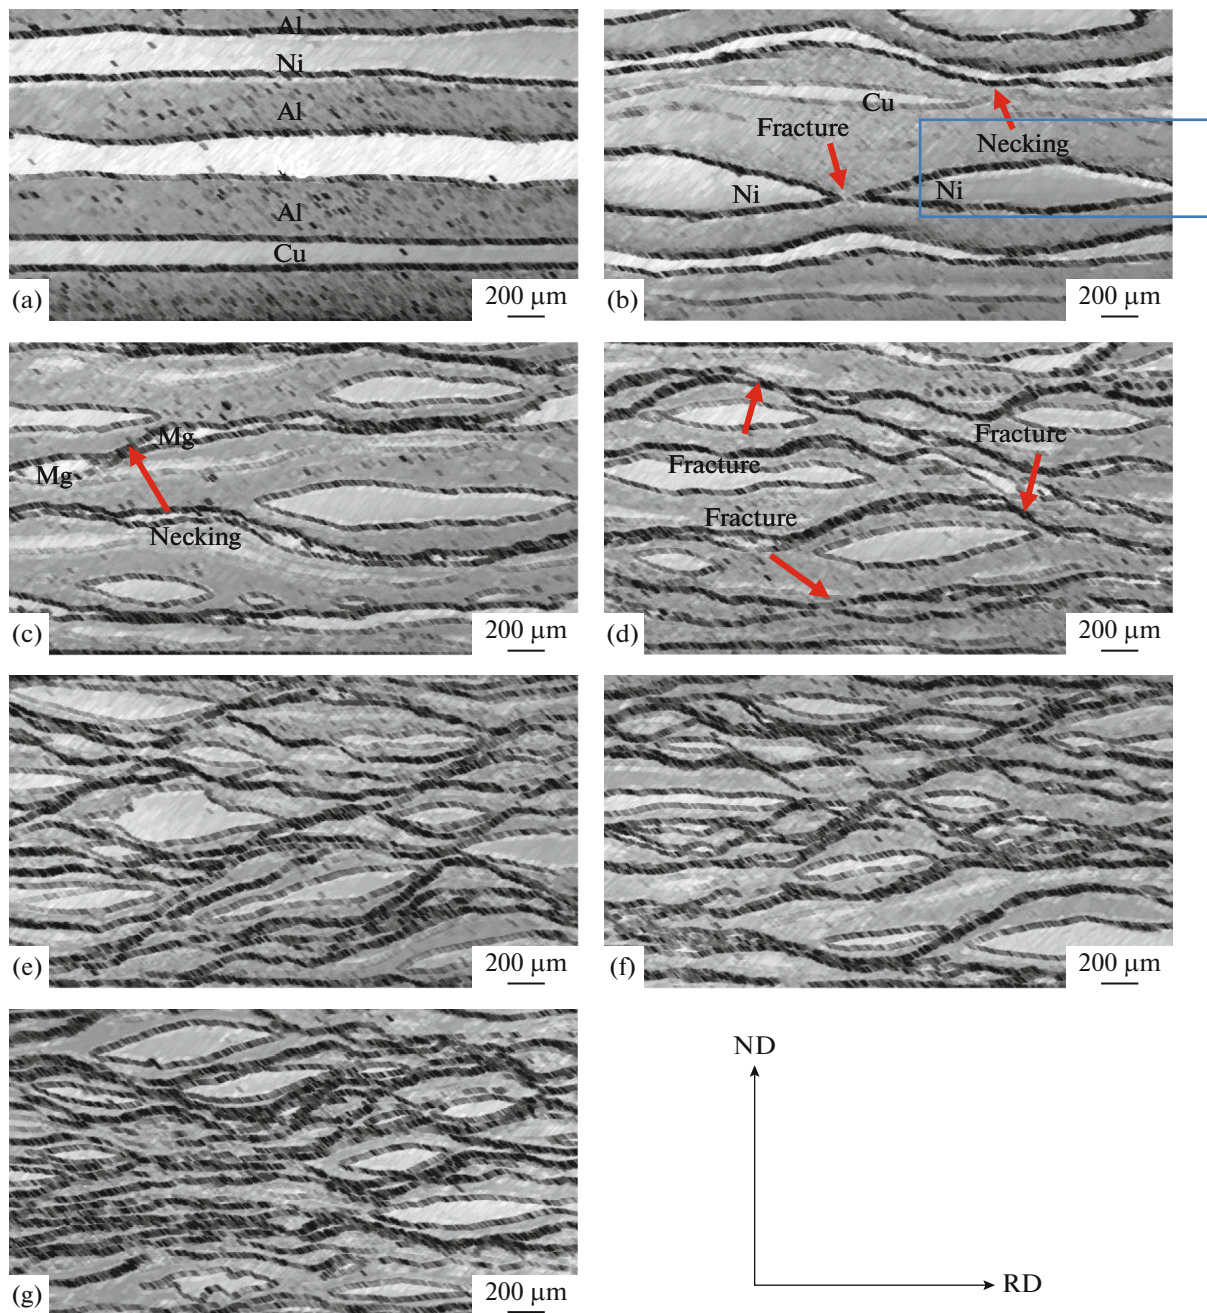 Al
Ni
Al
Mg
Al
Cu
(a)
200 µm
Cu
Fracture
Necking
Ni
Ni
(b)
200 µm
Mg
Mg
Necking
(c)
200 µm
Fracture
Fracture
Fracture
(d)
200 µm
(e)
200 µm
(f)
200 µm
(g)
200 µm
ND
RD